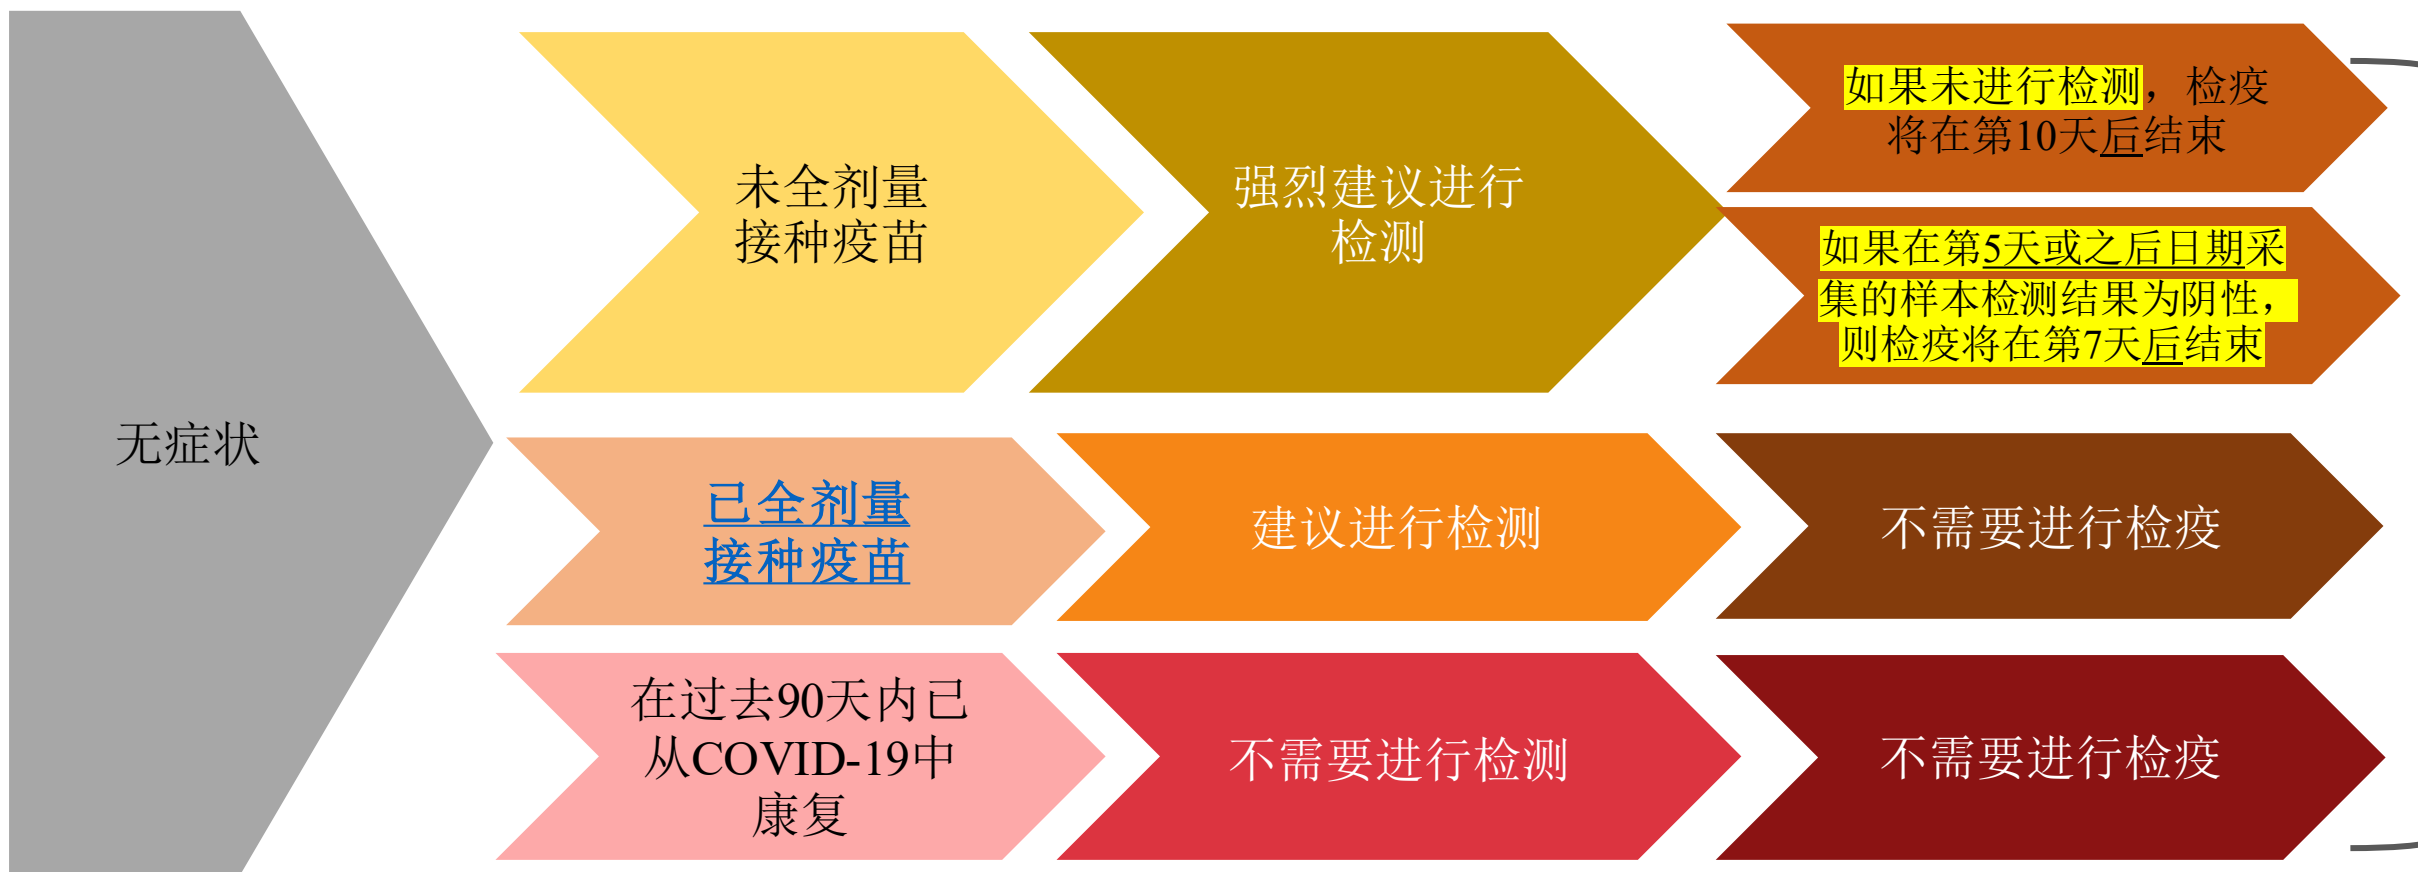 无症状
未全剂量
接种疫苗
强烈建议进行
检测
如果未进行检测，检疫
将在第10天后结束
如果在第5天或之后日期采
集的样本检测结果为阴性，
则检疫将在第7天后结束
已全剂量
接种疫苗
建议进行检测
不需要进行检疫
在过去90天内已
从COVID-19中
康复
不需要进行检测
不需要进行检疫